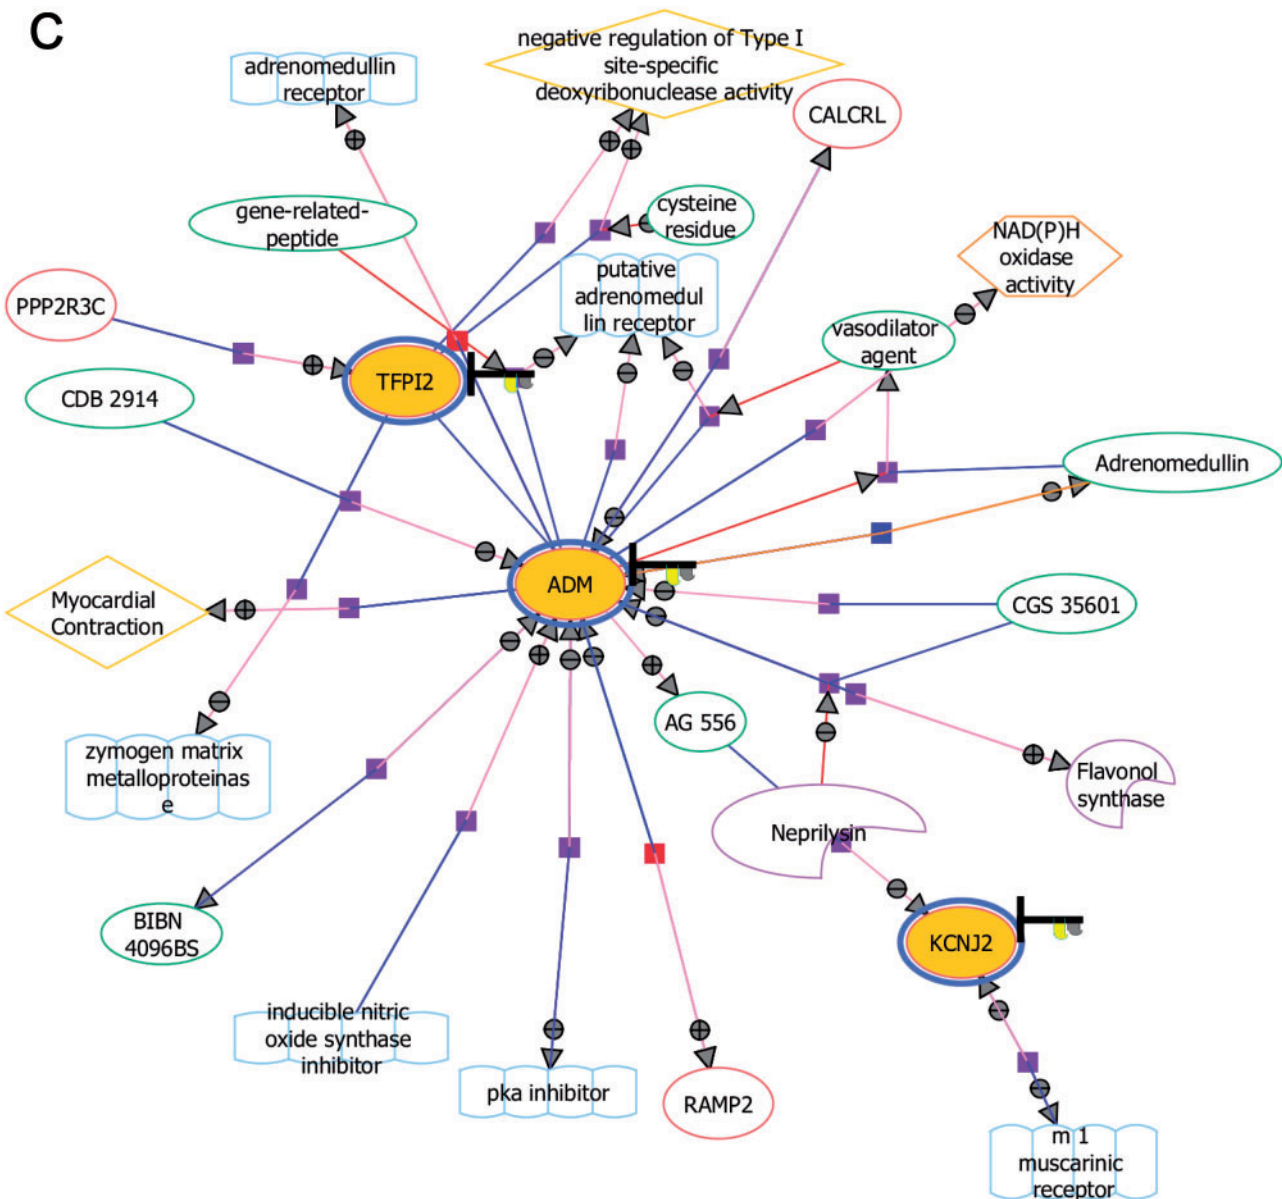 C
adrenomedullin
receptor
negative regulation of Type I
site-specific
deoxyribonuclease activity
CALCRL
gene-related-
peptide
cysteine
residue
NAD(P)H
oxidase
activity
putative
adrenomedul
lin receptor
PPP2R3C
vasodilator
agent
TFPI2
CDB 2914
Adrenomedullin
ADM
Myocardial
Contraction
CGS 35601
AG 556
zymogen matrix
metalloproteinas
e
Flavonol
synthase
Neprilysin
BIBN
4096BS
KCNJ2
inducible nitric
oxide synthase
inhibitor
pka inhibitor
RAMP2
m 1
muscarinic
receptor